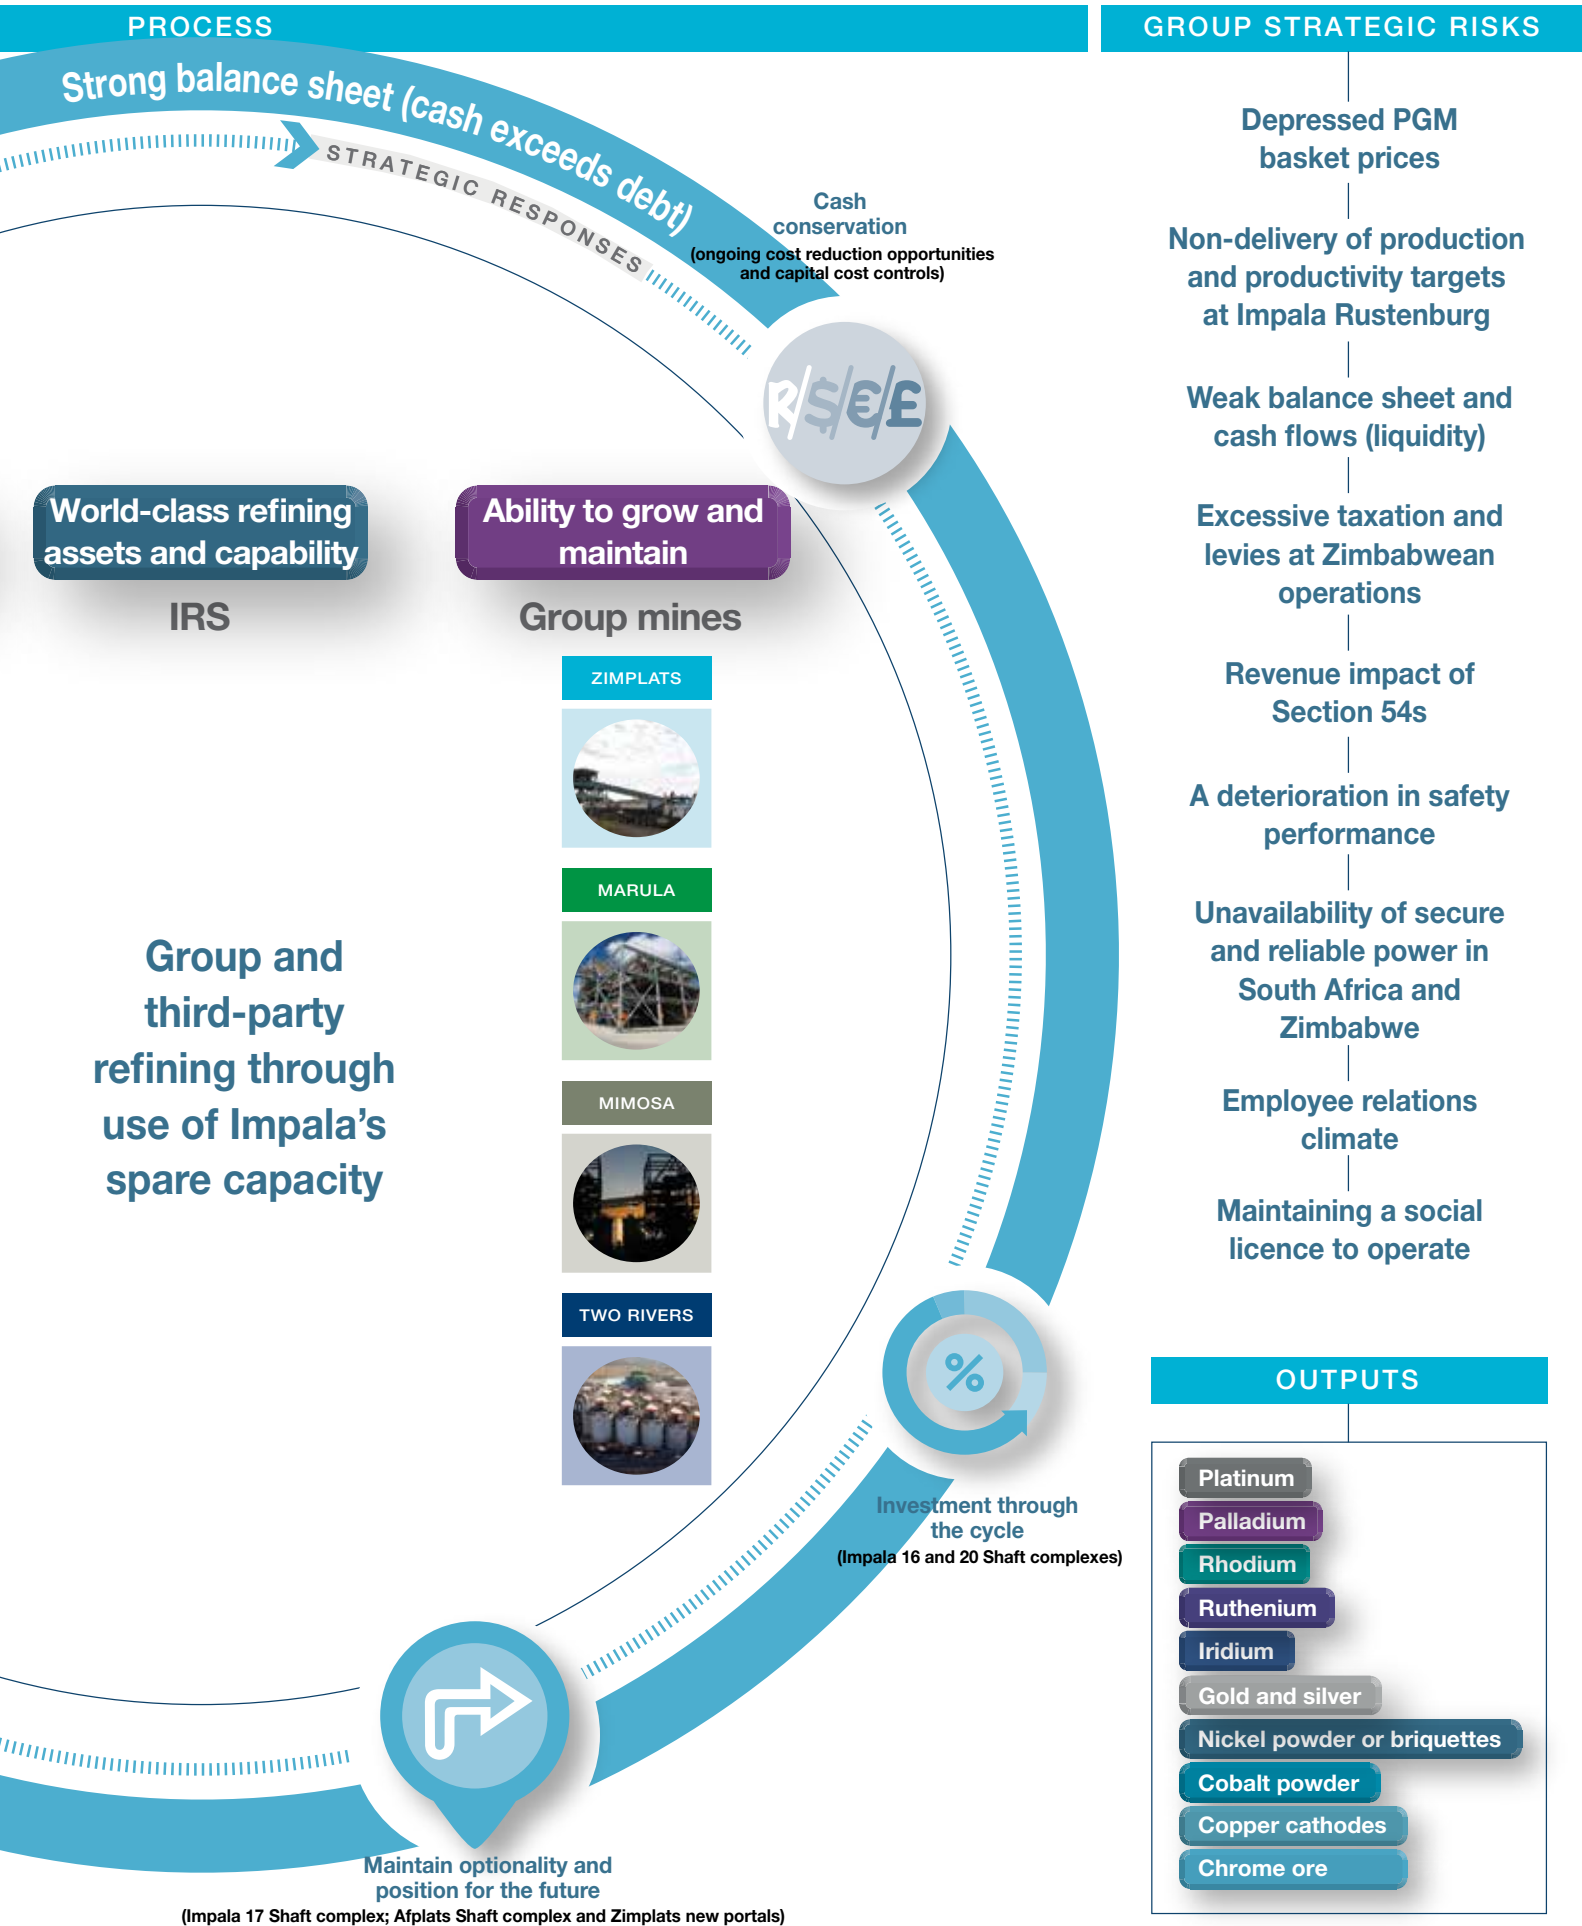 PROCESS
Strong balance sheet (cash exceeds debt)
STRATEGIC RESPONSES
Cash
conservation
(ongoing cost reduction opportunities
and capital cost controls)
R/$/€/£
World-class refining
assets and capability
IRS
Ability to grow and
maintain
Group mines
ZIMPLATS
MARULA
MIMOSA
TWO RIVERS
Group and
third-party
refining through
use of Impala's
spare capacity
%
Investment through
the cycle
(Impala 16 and 20 Shaft complexes)
Maintain optionality and
position for the future
(Impala 17 Shaft complex; Afplats Shaft complex and Zimplats new portals)
GROUP STRATEGIC RISKS
Depressed PGM
basket prices
Non-delivery of production
and productivity targets
at Impala Rustenburg
Weak balance sheet and
cash flows (liquidity)
Excessive taxation and
levies at Zimbabwean
operations
Revenue impact of
Section 54s
A deterioration in safety
performance
Unavailability of secure
and reliable power in
South Africa and
Zimbabwe
Employee relations
climate
Maintaining a social
licence to operate
OUTPUTS
Platinum
Palladium
Rhodium
Ruthenium
Iridium
Gold and silver
Nickel powder or briquettes
Cobalt powder
Copper cathodes
Chrome ore